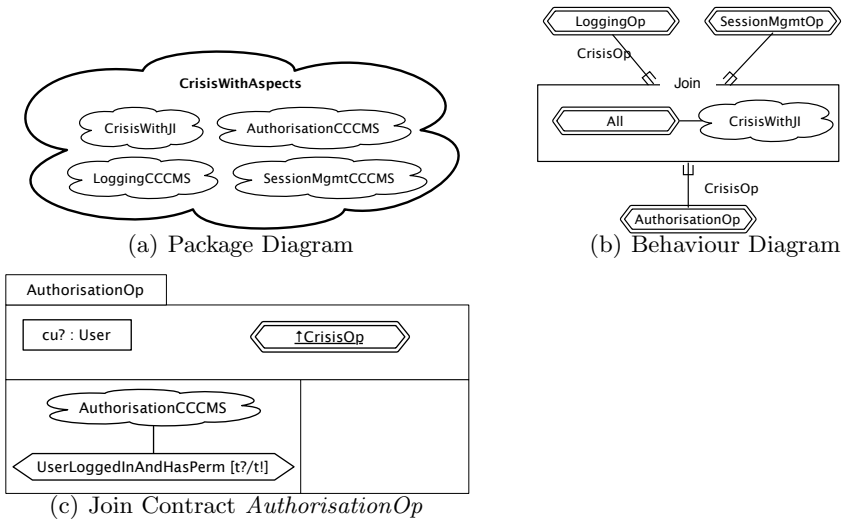 CrisisWithAspects
CrisisWithJI
AuthorisationCCCMS
LoggingCCCMS
SessionMgmtCCCMS
(a) Package Diagram
LoggingOp
SessionMgmtOp
CrisisOp
Join
All
CrisisWithJI
CrisisOp
AuthorisationOp
(b) Behaviour Diagram
AuthorisationOp
cu? : User
↑CrisisOp
AuthorisationCCCMS
UserLoggedInAndHasPerm [t?/t!]
(c) Join Contract AuthorisationOp